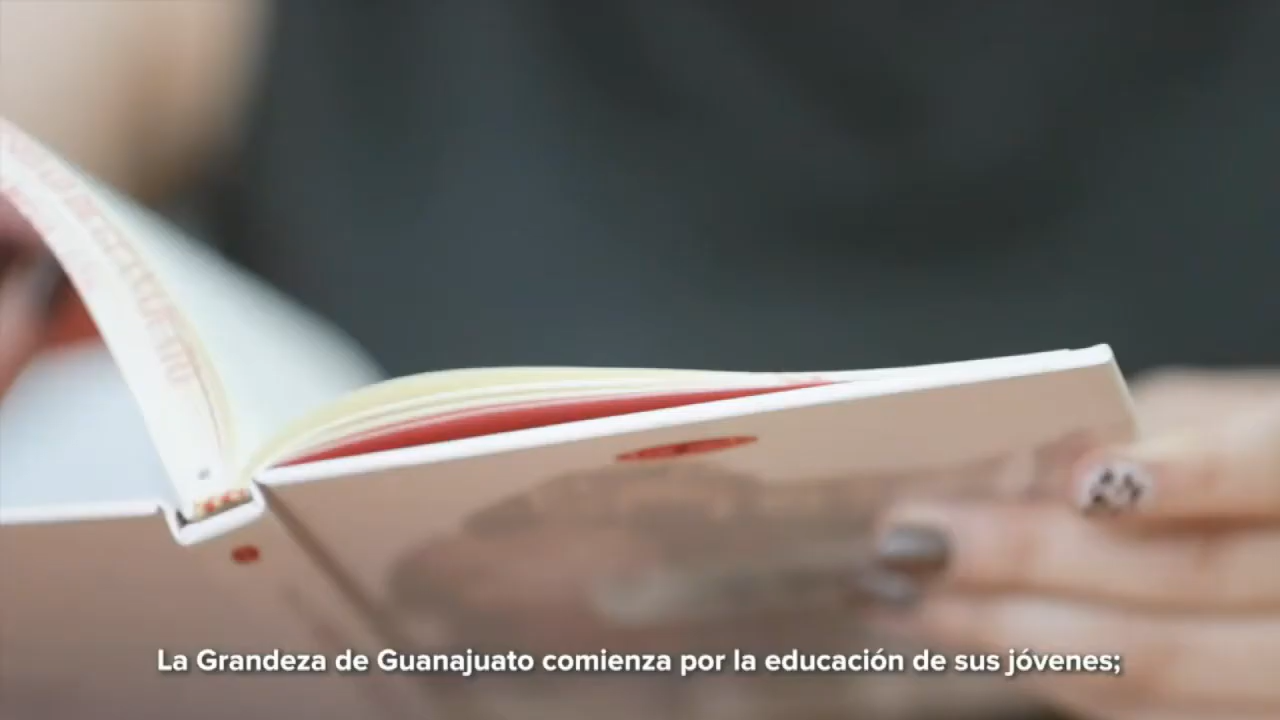 La Grandeza de Guanajuato comienza por la educación de sus jóvenes;